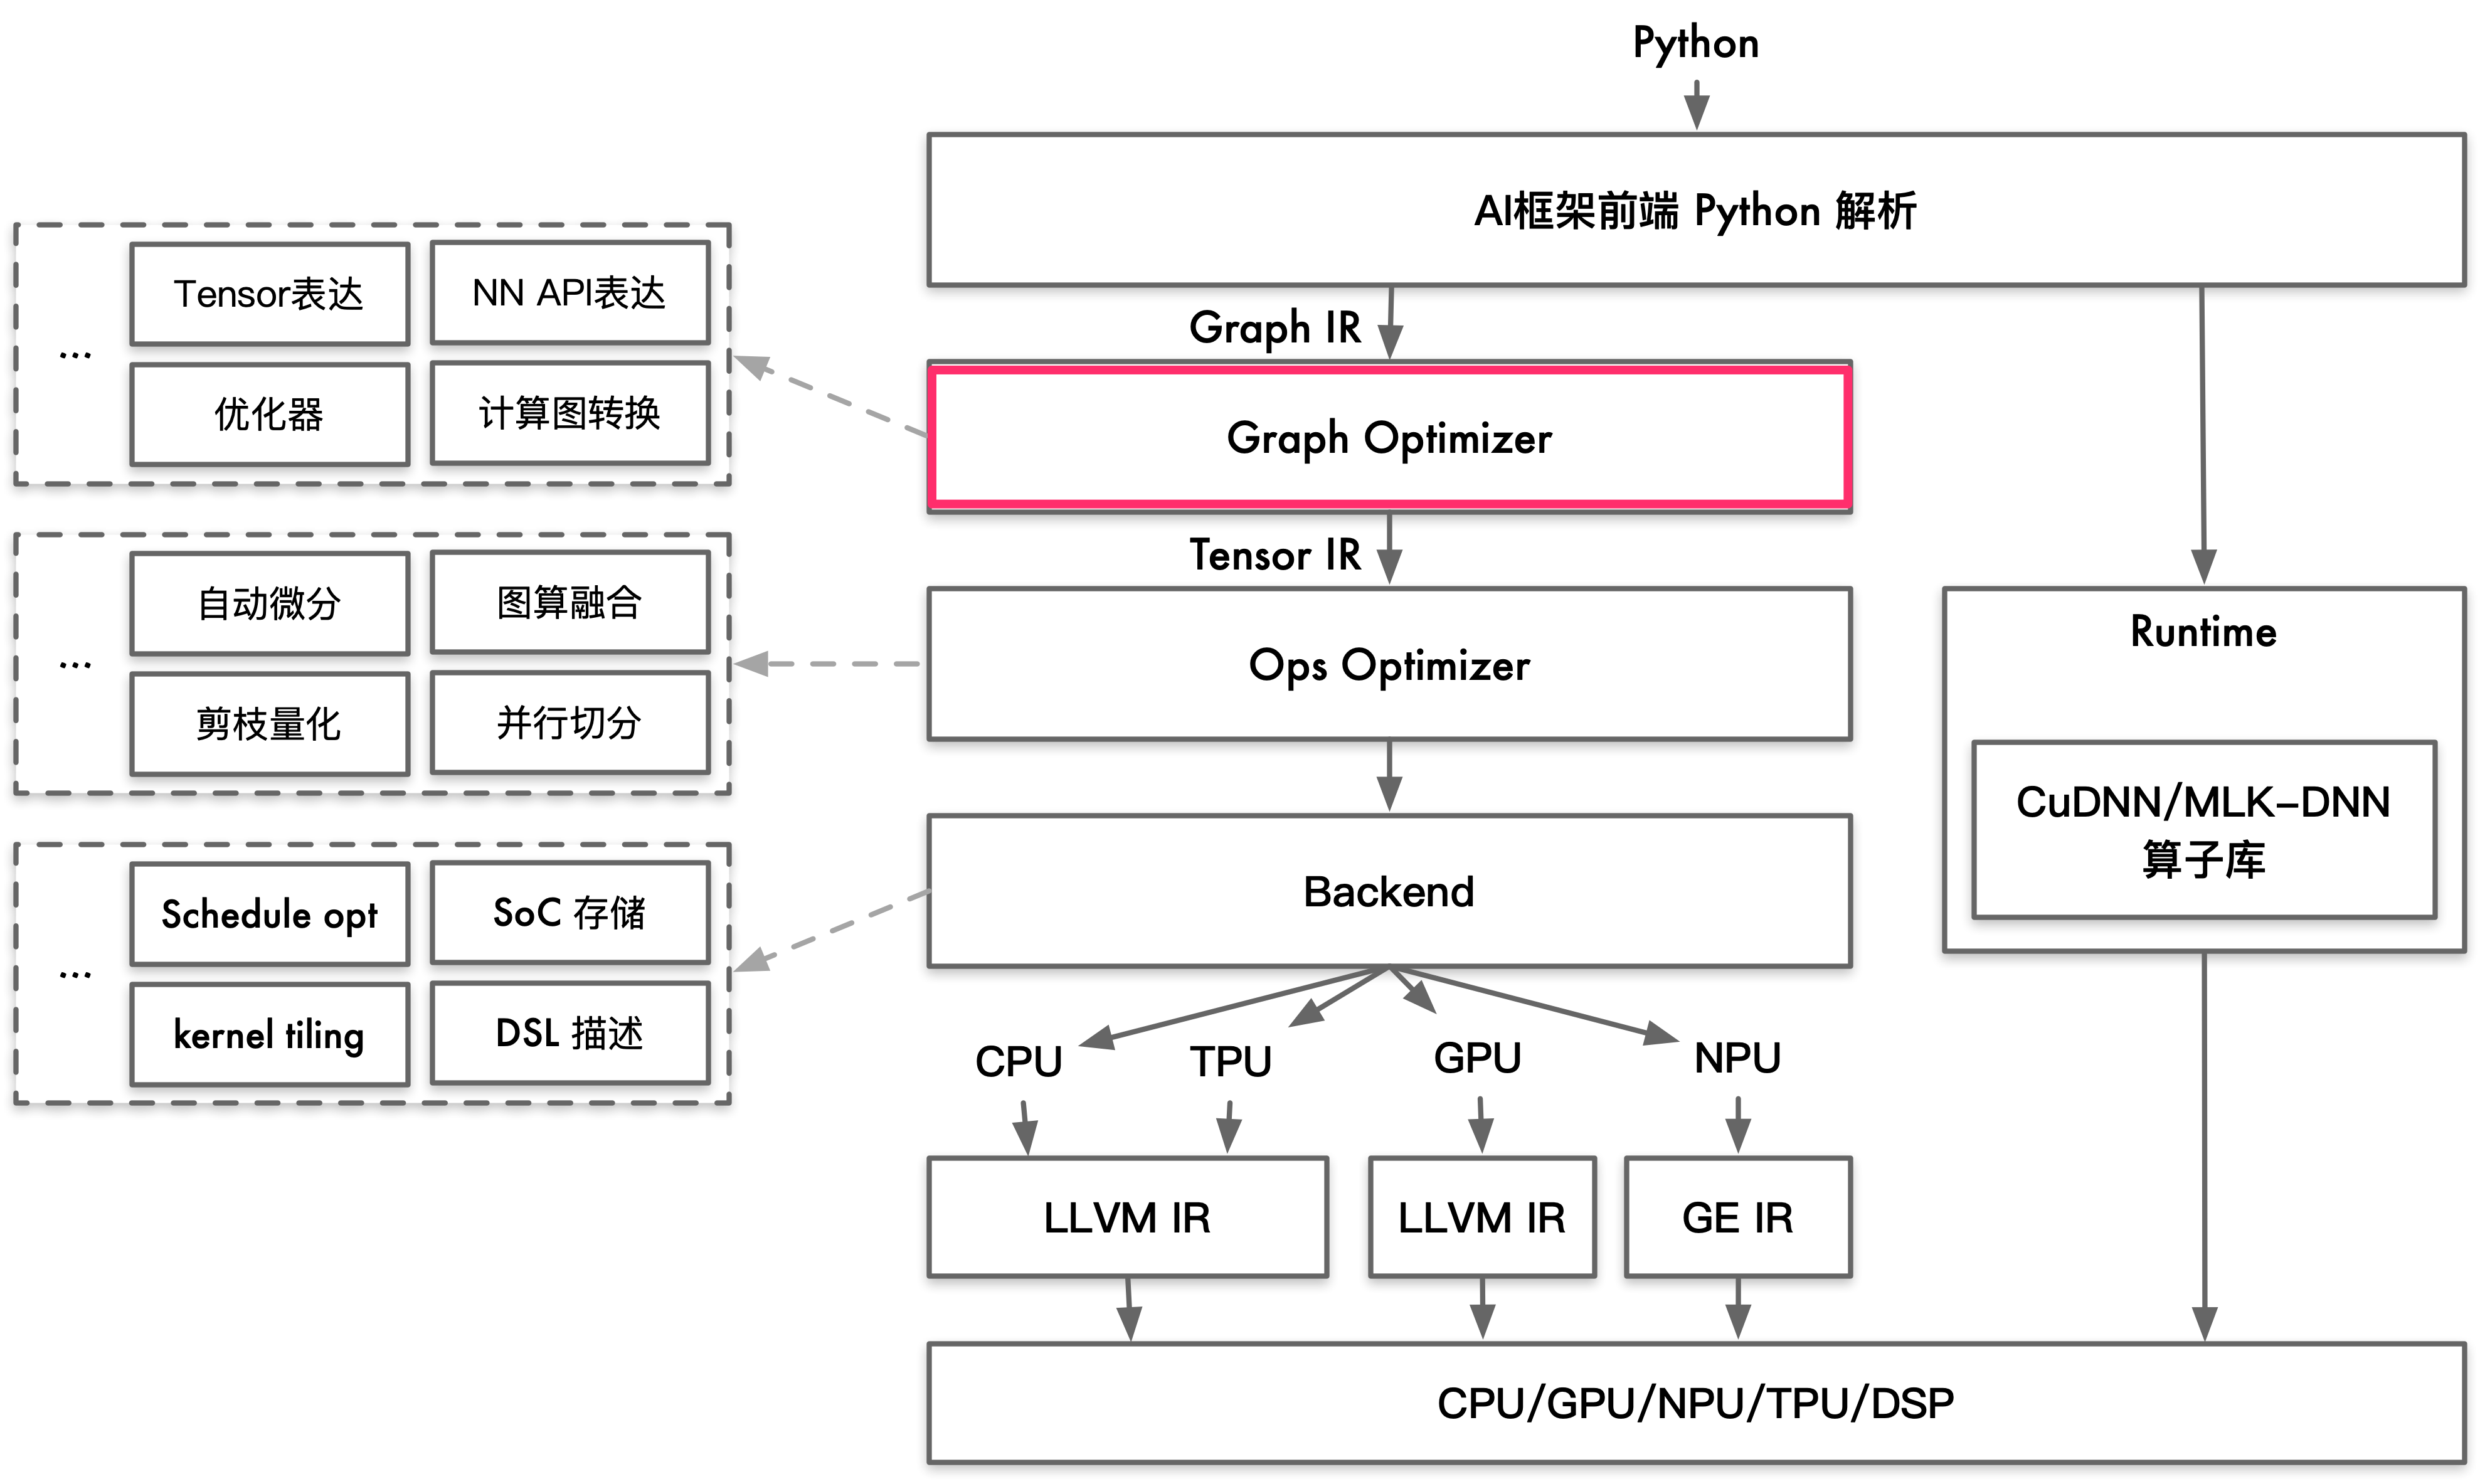 Python
AI框架前端 Python 解析
Graph IR
Graph Optimizer
Tensor IR
Ops Optimizer
Backend
CPU
TPU
GPU
NPU
LLVM IR
LLVM IR
GE IR
CPU/GPU/NPU/TPU/DSP
Runtime
CuDNN/MLK-DNN
算子库
...
Tensor表达
NN API表达
优化器
计算图转换
...
自动微分
图算融合
剪枝量化
并行切分
...
Schedule opt
SoC 存储
kernel tiling
DSL 描述